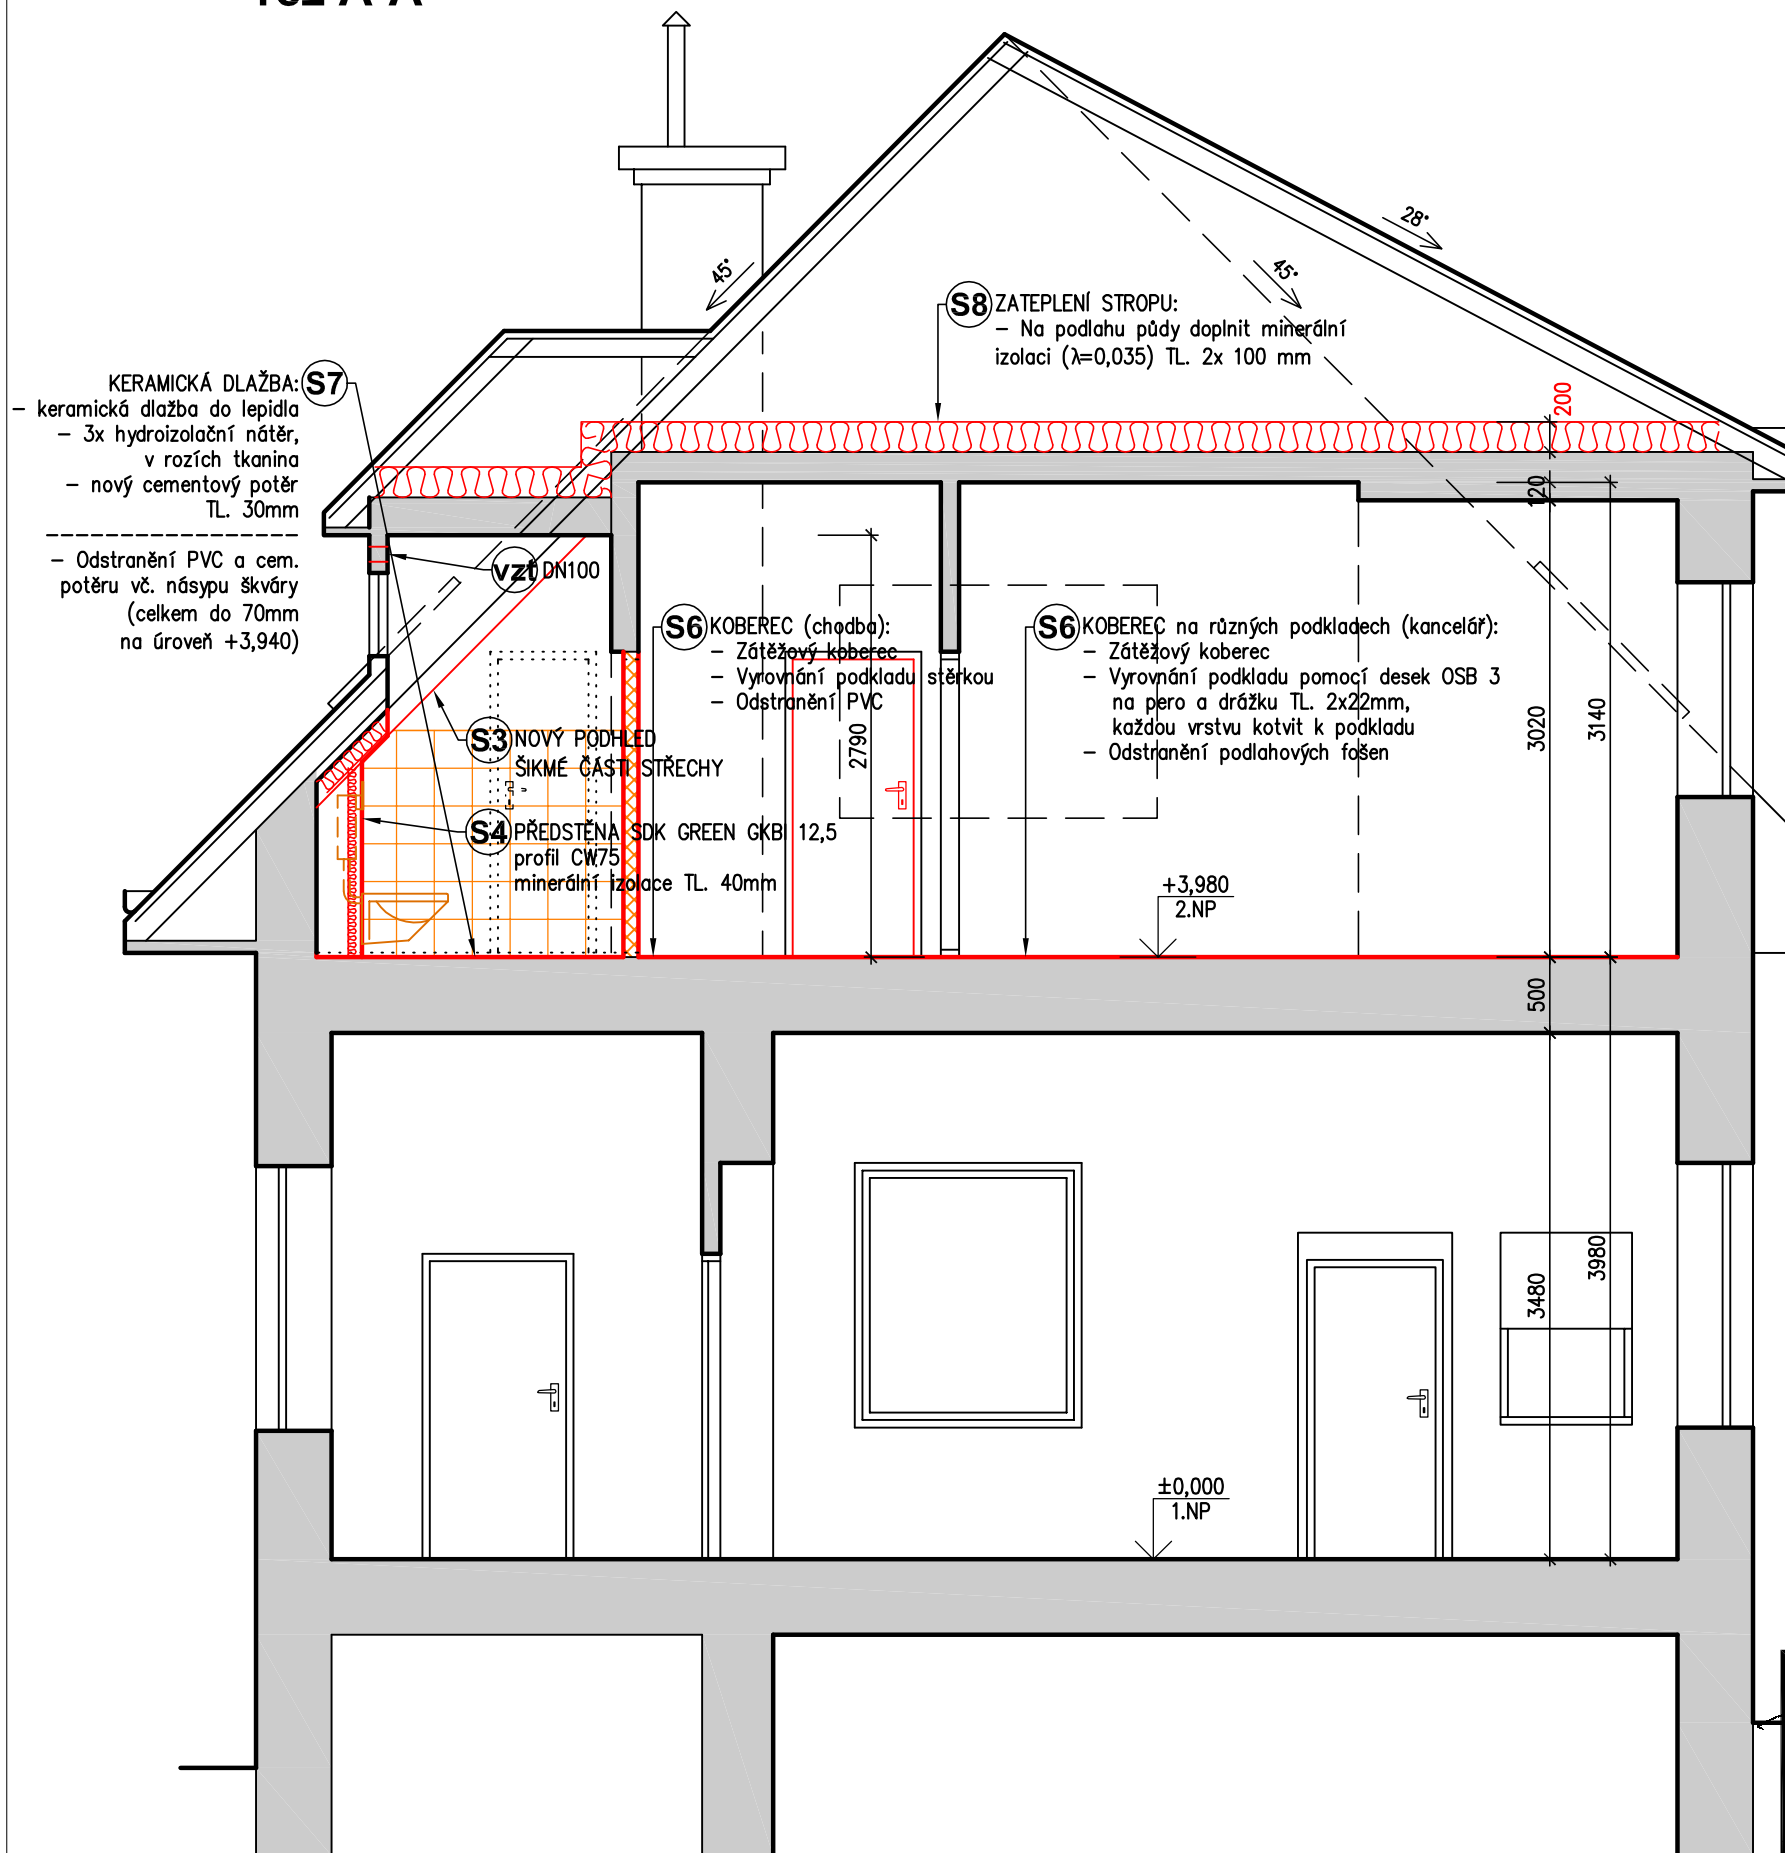 45°
28°
45°
S8 ZATEPLENÍ STROPU:
– Na podlahu půdy doplnit minerální
izolaci (λ=0,035) TL. 2x 100 mm
KERAMICKÁ DLAŽBA: S7
– keramická dlažba do lepidla
– 3x hydroizolační nátěr,
v rozích tkanina
– nový cementový potěr
TL. 30mm
– Odstranění PVC a cem.
potěru vč. násypu škváry
(celkem do 70mm
na úroveň +3,940)
200
120
vzt DN100
S6 KOBEREC (chodba):
– Zátěžový koberec
– Vyrovnání podkladu stěrkou
– Odstranění PVC
S6 KOBEREC na různých podkladech (kancelář):
– Zátěžový koberec
– Vyrovnání podkladu pomocí desek OSB 3
na pero a drážku TL. 2x22mm,
každou vrstvu kotvit k podkladu
– Odstranění podlahových fošen
2790
3020
3140
S3 NOVÝ PODHLED
ŠIKMÉ ČÁSTI STŘECHY
S4 PŘEDSTĚNA SDK GREEN GKBI 12,5
profil CW75
minerální izolace TL. 40mm
+3,980
2.NP
500
3480
3980
±0,000
1.NP